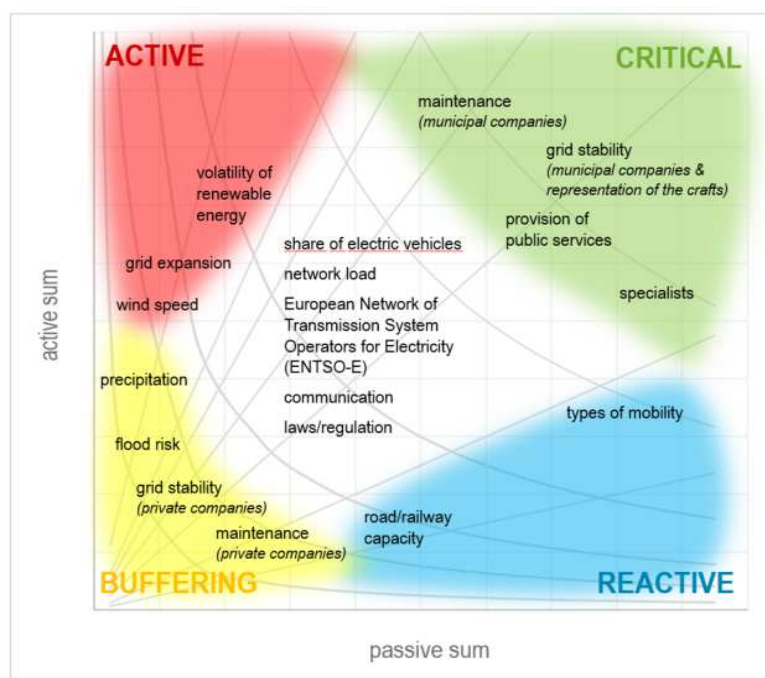 ACTIVE
CRITICAL
maintenance
(municipal companies)
grid stability
(municipal companies &
representation of the crafts)
volatility of
renewable
energy
provision of
public services
share of electric vehicles
grid expansion
network load
specialists
wind speed
European Network of
Transmission System
Operators for Electricity
(ENTSO-E)
precipitation
communication
types of mobility
laws/regulation
flood risk
grid stability
(private companies)
road/railway
capacity
maintenance
(private companies)
BUFFERING
REACTIVE
active sum
passive sum